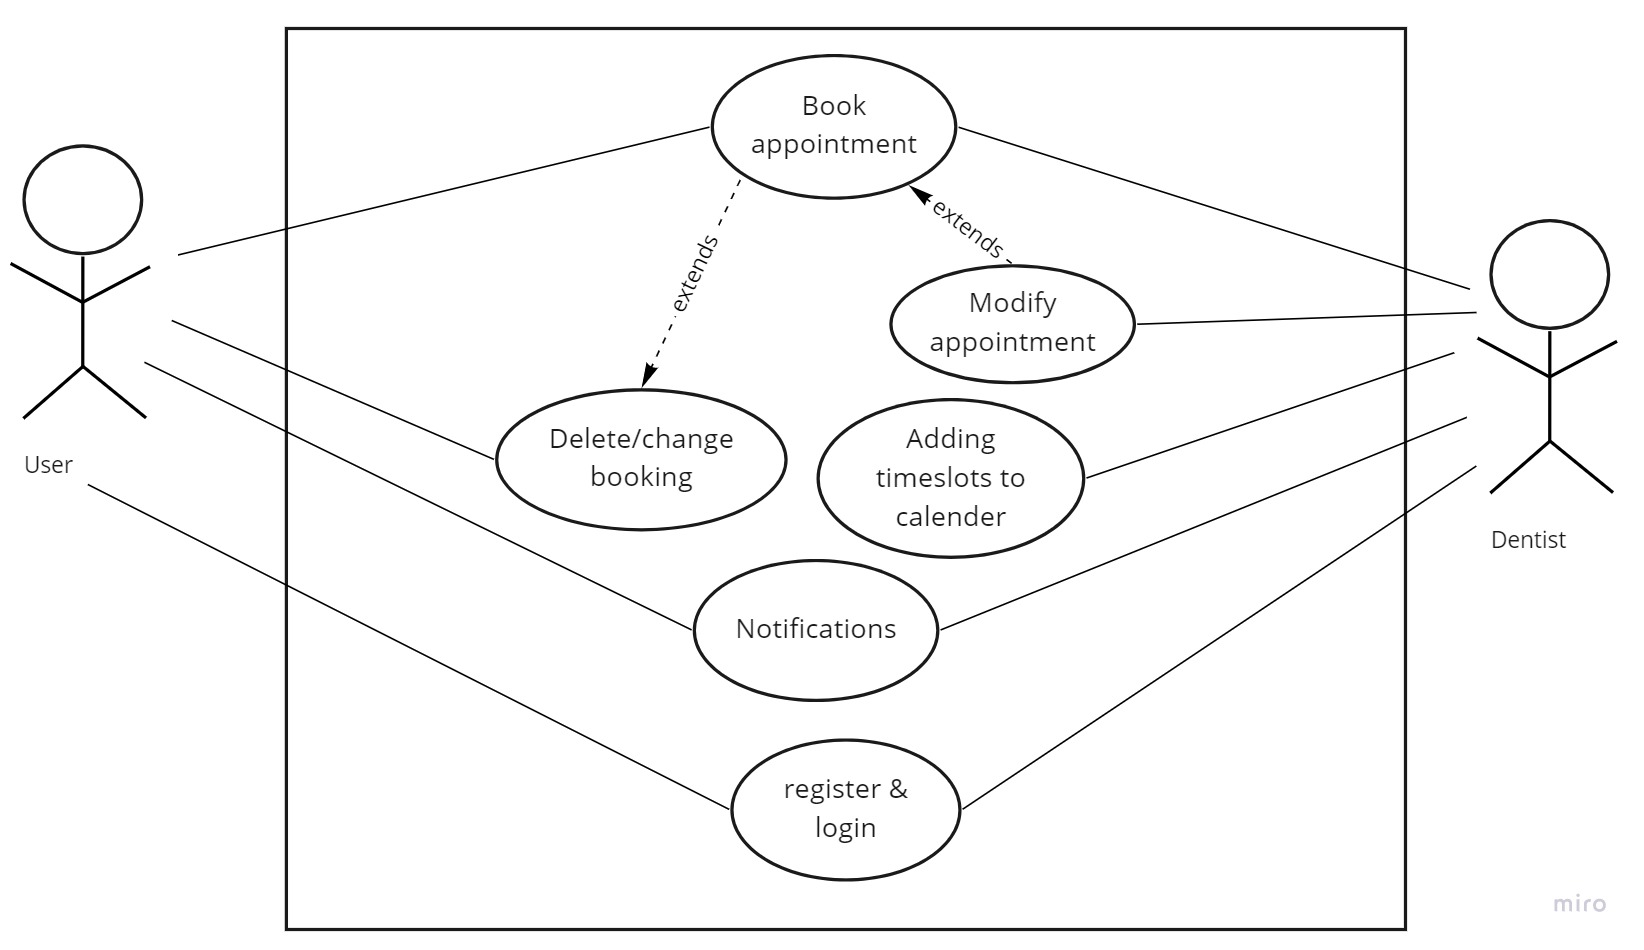 Book
appointment
extends
extends
Modify
appointment
Delete/change
booking
Adding
timeslots to
calender
User
Dentist
Notifications
register &
login
miro